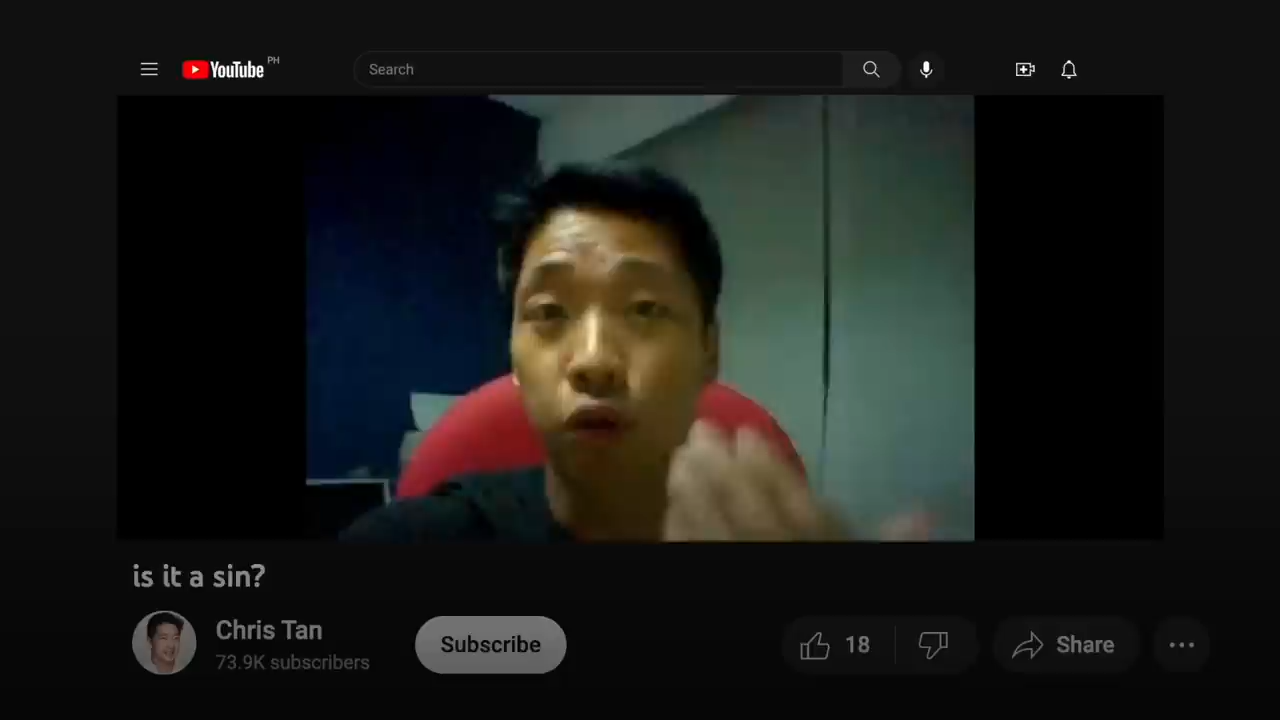 YouTube PH
Search
is it a sin?
Chris Tan
73.9K subscribers
Subscribe
18
Share